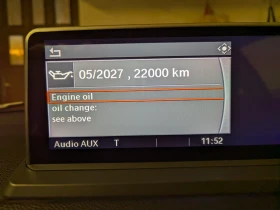 05/2027 , 22000 km
Engine oil
oil change:
see above
Audio AUX T 11:52